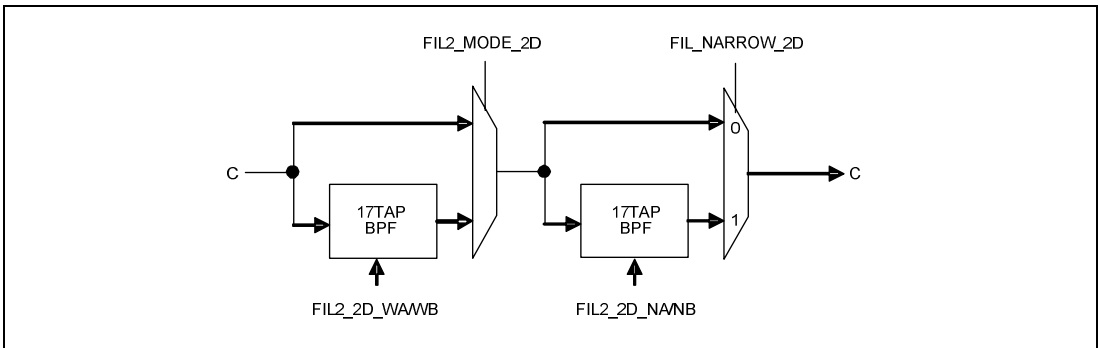 FIL2_MODE_2D
FIL_NARROW_2D
0
C
C
17TAP
BPF
17TAP
BPF
1
FIL2_2D_WA/WB
FIL2_2D_NA/NB